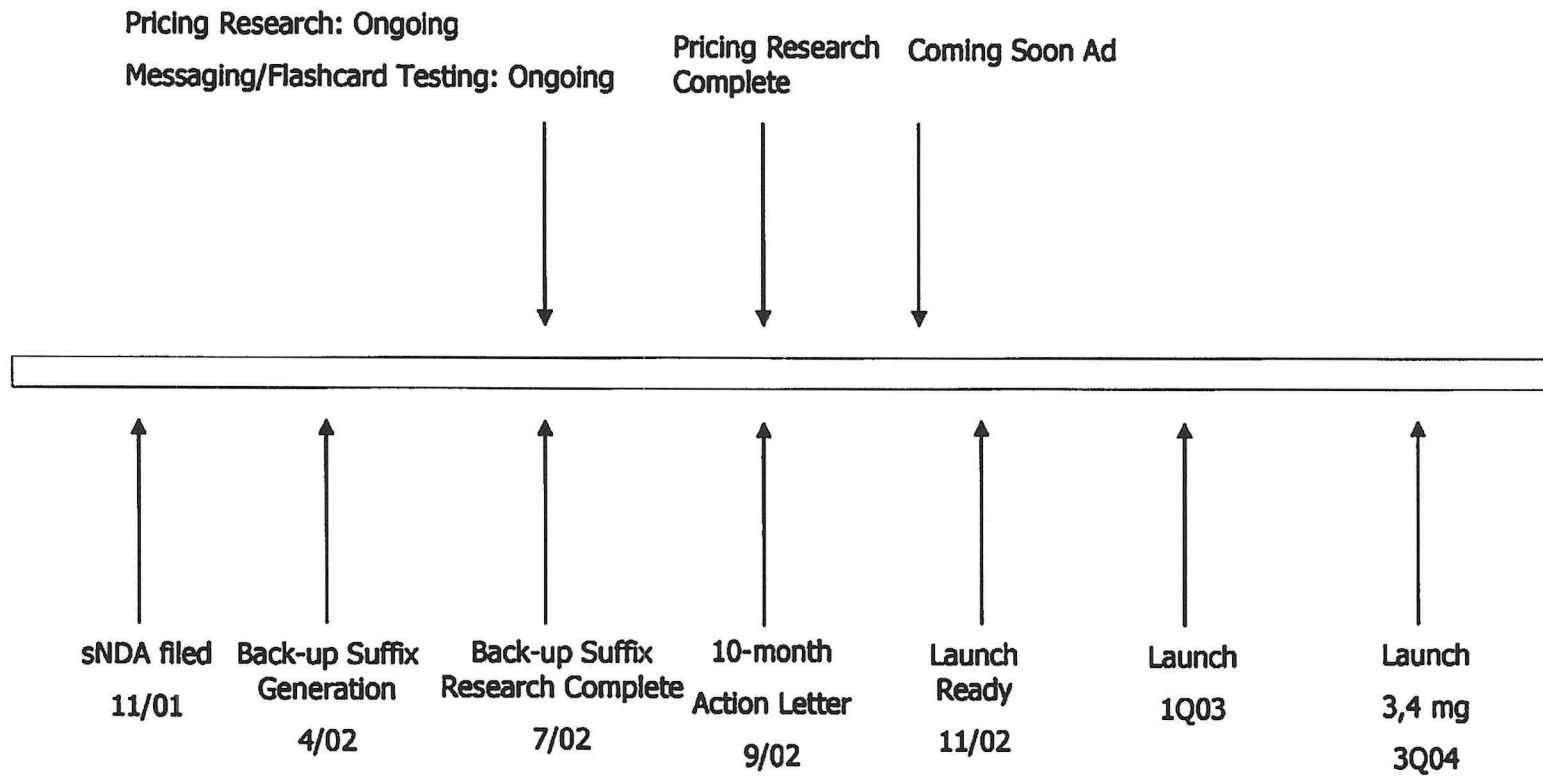 Pricing Research: Ongoing
Messaging/Flashcard Testing: Ongoing
Pricing Research
Complete
Coming Soon Ad
sNDA filed
11/01
Back-up Suffix
Generation
4/02
Back-up Suffix
Research Complete
7/02
10-month
Action Letter
9/02
Launch
Ready
11/02
Launch
1Q03
Launch
3,4 mg
3Q04